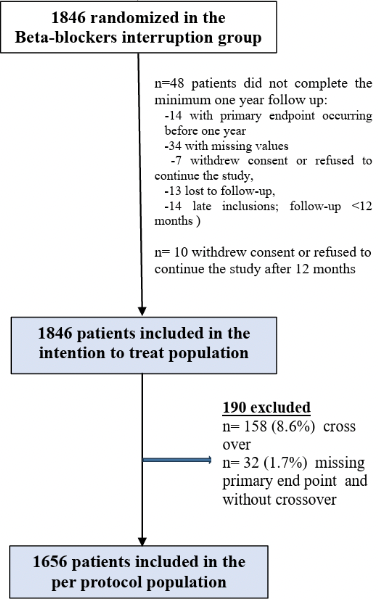 1846 randomized in the
Beta-blockers interruption group
n=48 patients did not complete the
minimum one year follow up:
-14 with primary endpoint occurring
before one year
-34 with missing values
-7 withdrew consent or refused to
continue the study,
-13 lost to follow-up,
-14 late inclusions; follow-up <12
months )
n= 10 withdrew consent or refused to
continue the study after 12 months
1846 patients included in the
intention to treat population
190 excluded
n= 158 (8.6%) cross
over
n= 32 (1.7%) missing
primary end point and
without crossover
1656 patients included in the
per protocol population